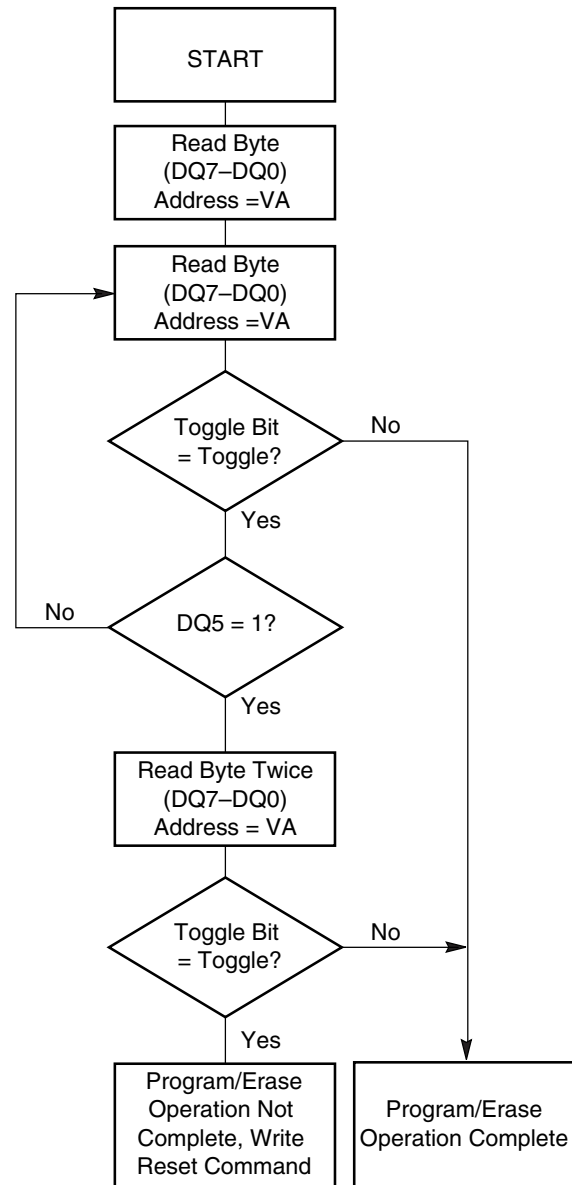 START
Read Byte
(DQ7–DQ0)
Address =VA
Read Byte
(DQ7–DQ0)
Address =VA
Toggle Bit
= Toggle?
No
Yes
No
DQ5 = 1?
Yes
Read Byte Twice
(DQ7–DQ0)
Address = VA
Toggle Bit
= Toggle?
No
Yes
Program/Erase
Operation Not
Complete, Write
Reset Command
Program/Erase
Operation Complete